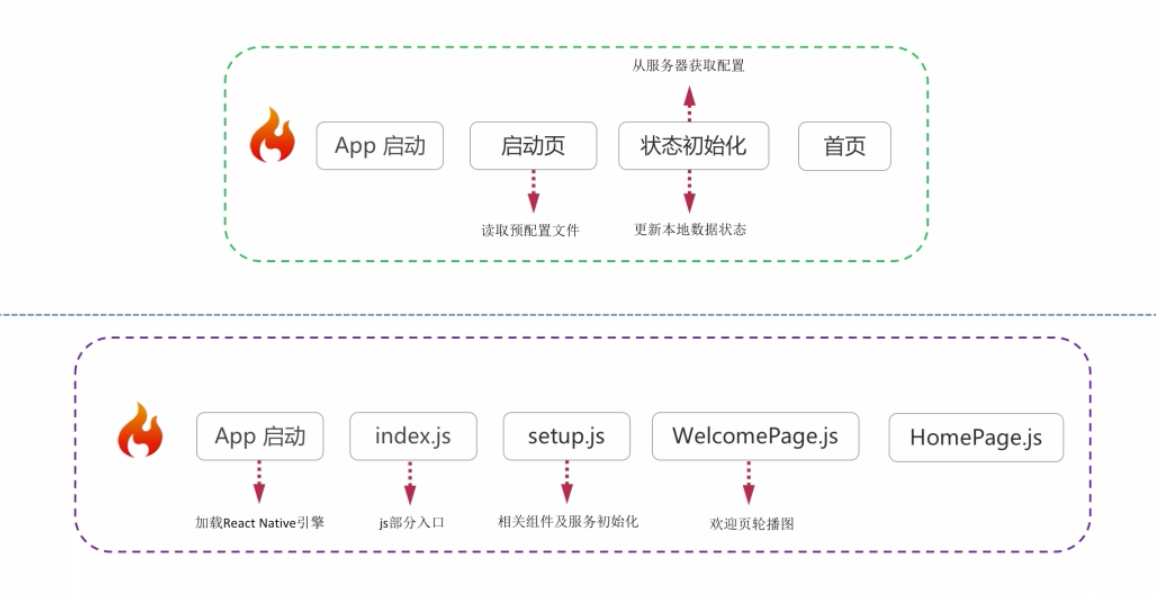 从服务器获取配置
App 启动
启动页
状态初始化
首页
读取预配置文件
更新本地数据状态
App 启动
index.js
setup.js
WelcomePage.js
HomePage.js
加载React Native引擎
js部分入口
相关组件及服务初始化
欢迎页轮播图